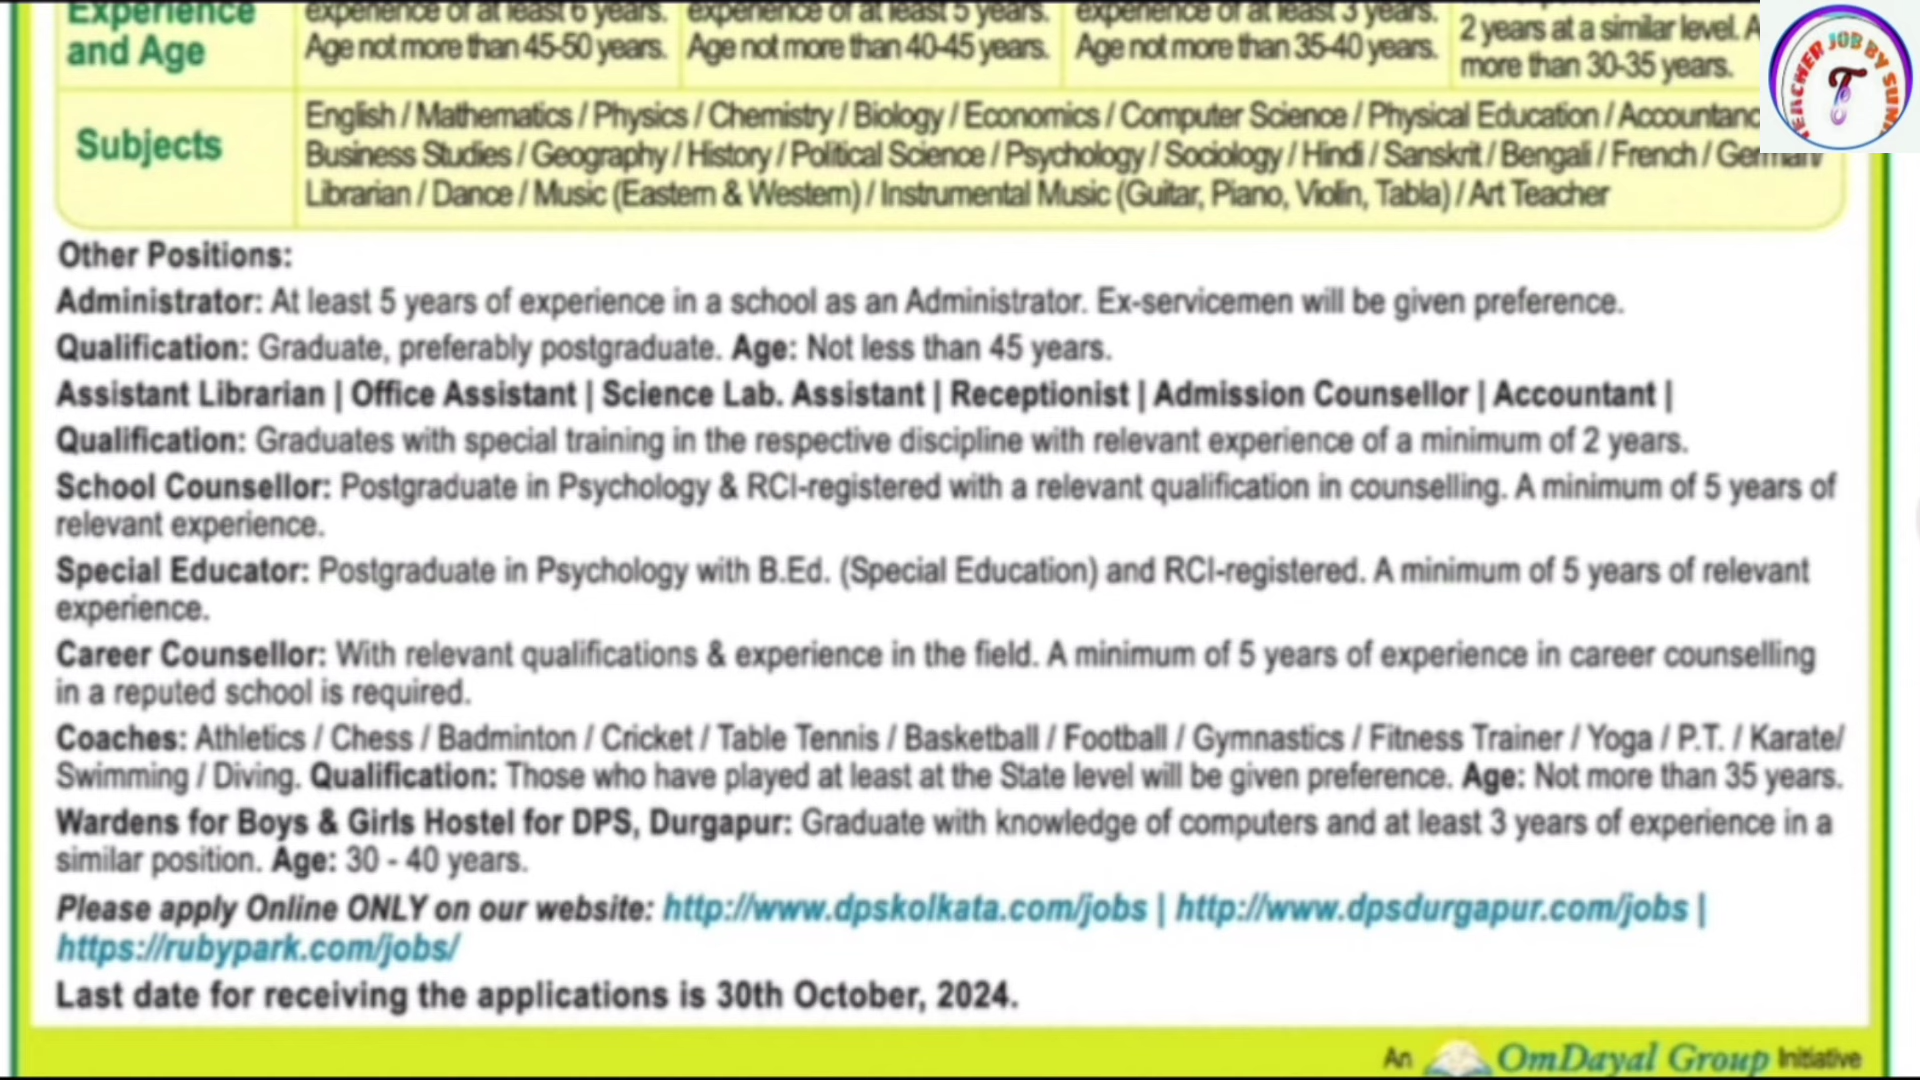 Experience experience of at least 6 years. experience of at least 5 years. experience of at least 3 years.
and Age Age not more than 45-50 years. Age not more than 40-45 years. Age not more than 35-40 years. 2 years at a similar level. A
more than 30-35 years.
Subjects English / Mathematics / Physics / Chemistry / Biology / Economics / Computer Science / Physical Education / Accountanc
Business Studies / Geography / History / Political Science / Psychology / Sociology / Hindi / Sanskrit / Bengali / French / German/
Librarian / Dance / Music (Eastern & Western) / Instrumental Music (Guitar, Piano, Violin, Tabla) / Art Teacher
Other Positions:
Administrator: At least 5 years of experience in a school as an Administrator. Ex-servicemen will be given preference.
Qualification: Graduate, preferably postgraduate. Age: Not less than 45 years.
Assistant Librarian | Office Assistant | Science Lab. Assistant | Receptionist | Admission Counsellor | Accountant |
Qualification: Graduates with special training in the respective discipline with relevant experience of a minimum of 2 years.
School Counsellor: Postgraduate in Psychology & RCI-registered with a relevant qualification in counselling. A minimum of 5 years of
relevant experience.
Special Educator: Postgraduate in Psychology with B.Ed. (Special Education) and RCI-registered. A minimum of 5 years of relevant
experience.
Career Counsellor: With relevant qualifications & experience in the field. A minimum of 5 years of experience in career counselling
in a reputed school is required.
Coaches: Athletics / Chess / Badminton / Cricket / Table Tennis / Basketball / Football / Gymnastics / Fitness Trainer / Yoga / P.T. / Karate/
Swimming / Diving. Qualification: Those who have played at least at the State level will be given preference. Age: Not more than 35 years.
Wardens for Boys & Girls Hostel for DPS, Durgapur: Graduate with knowledge of computers and at least 3 years of experience in a
similar position. Age: 30 - 40 years.
Please apply Online ONLY on our website: http://www.dpskolkata.com/jobs | http://www.dpsdurgapur.com/jobs |
https://rubypark.com/jobs/
Last date for receiving the applications is 30th October, 2024.
An OmDayal Group Initiative
TEACHER JOB BY